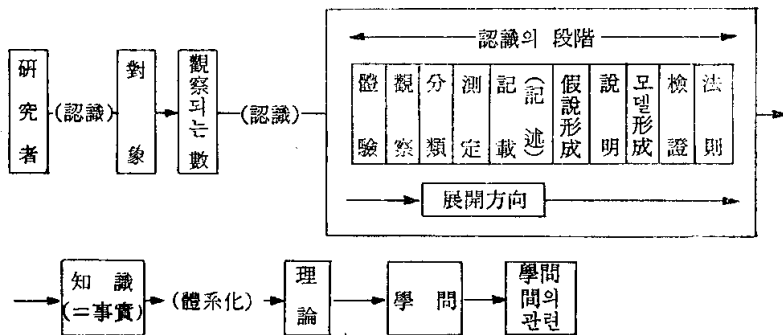 研究者
(認識)
對象
觀察되는 數
(認識)
認識의 段階
體驗
觀察
分類
測定
記載
(記述)
假說形成
說明
모델形成
檢證
法則
展開方向
知識
(=事實)
(體系化)
理論
學問
學問
間의
관련